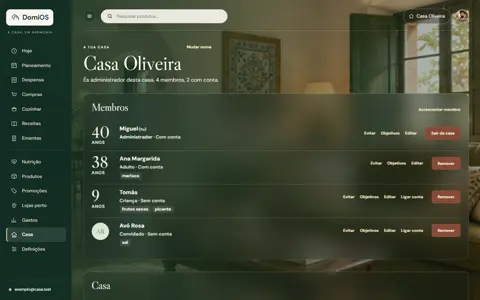 DomiOS
A CASA, EM HARMONIA
Hoje
Planeamento
Despensa
Compras
Cozinhar
Receitas
Ementas
Nutrição
Produtos
Promoções
Lojas perto
Gastos
Casa
Definições
exemplo@casa.test
Pesquisar produtos...
Casa Oliveira
A TUA CASA
Mudar nome
Casa Oliveira
És administrador desta casa. 4 membros, 2 com conta.
Membros
Acrescentar membro
40 ANOS
Miguel (tu)
Administrador · Com conta
Evitar Objetivos Editar Sair da casa
38 ANOS
Ana Margarida
Adulto · Com conta
marisco
Evitar Objetivos Editar Remover
9 ANOS
Tomás
Criança · Sem conta
frutos secos picante
Evitar Objetivos Editar Ligar conta Remover
AR
Avó Rosa
Convidado · Sem conta
sal
Evitar Objetivos Editar Ligar conta Remover
Casa